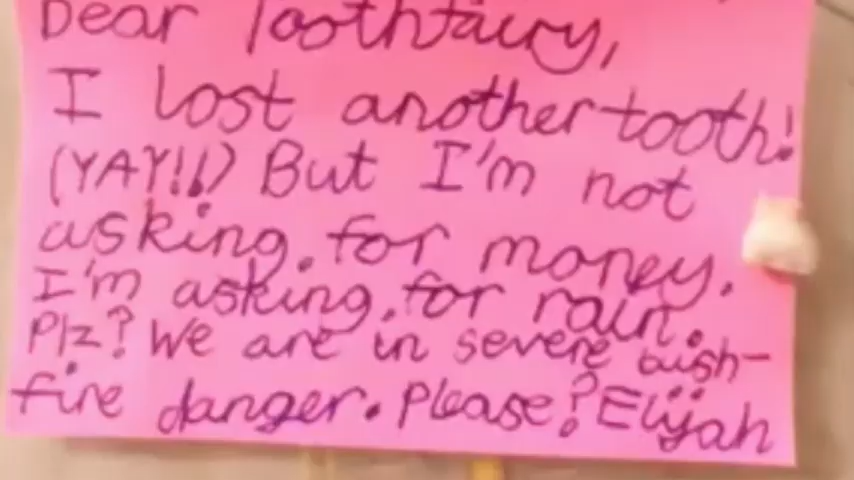 Dear Toothfairy,
I lost another tooth!
(YAY!!) But I'm not
asking for money.
I'm asking for rain.
Plz? We are in severe bush-
fire danger. Please? Elijah